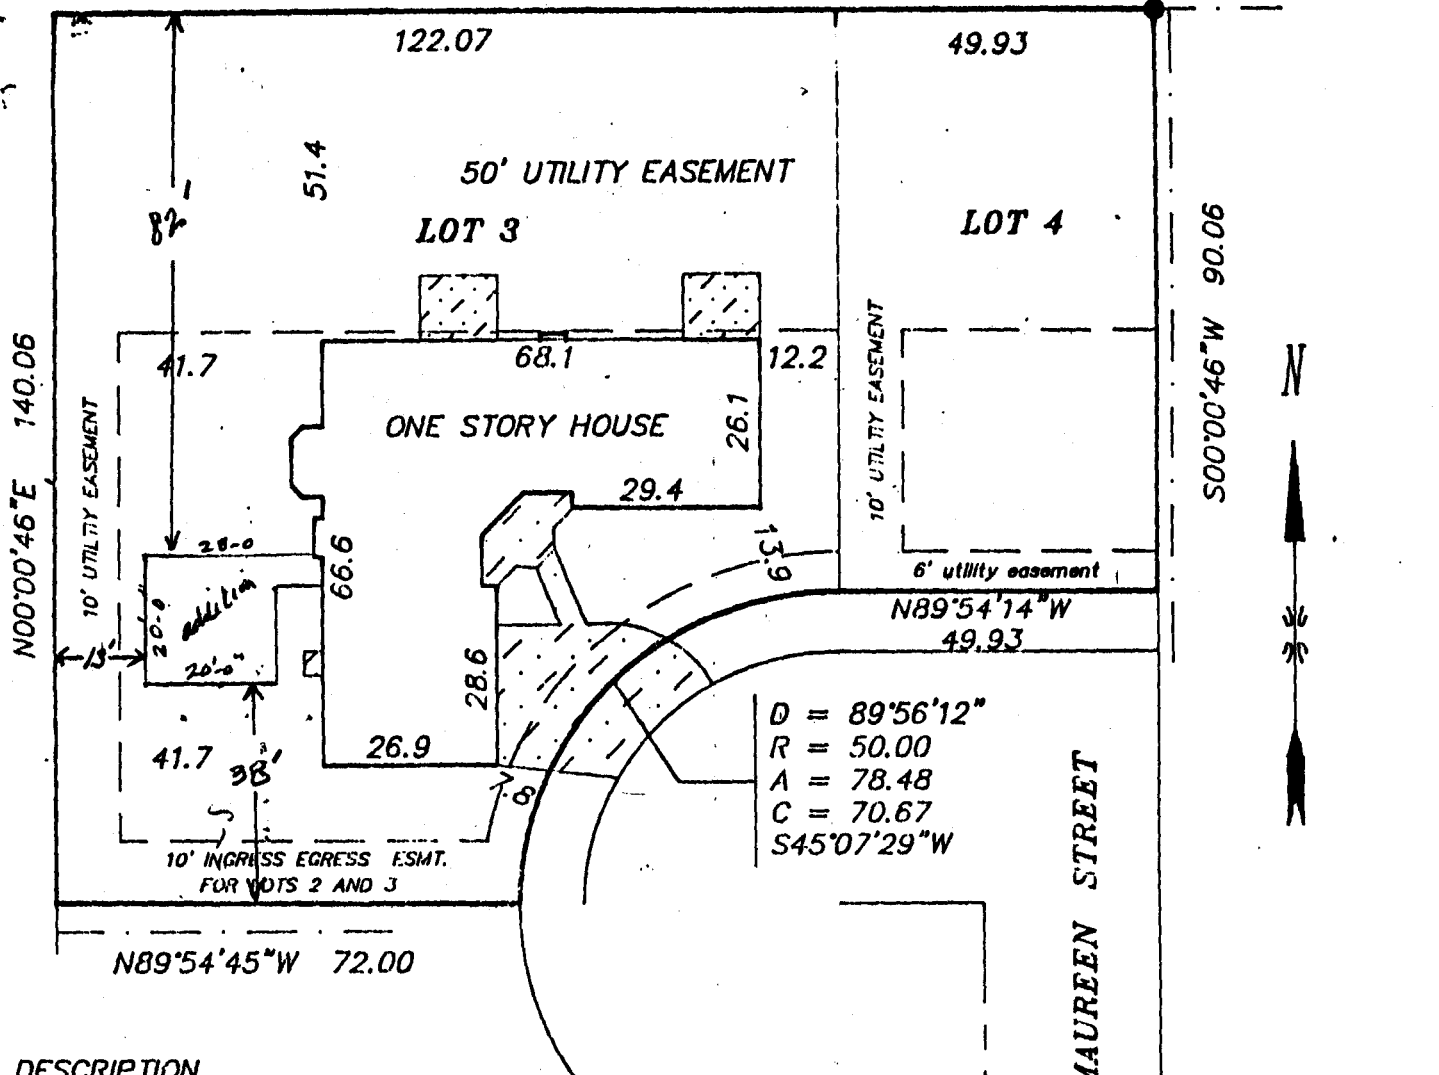 122.07
49.93
51.4
50' UTILITY EASEMENT
82'
LOT 3
LOT 4
S00°00'46"W 90.06
N00°00'46"E 140.06
N
41.7
68.1
12.2
10' UTILITY EASEMENT
10' UTILITY EASEMENT
ONE STORY HOUSE
26.1
29.4
28-0
66.6
13.9
6' utility easement
addition
20-0
N89°54'14"W
49.93
20'-0"
28.6
D = 89°56'12"
R = 50.00
A = 78.48
C = 70.67
S45°07'29"W
26.9
41.7
38'
7.8
10' INGRESS EGRESS ESMT.
FOR LOTS 2 AND 3
N89°54'45"W 72.00
MAUREEN STREET
DESCRIPTION